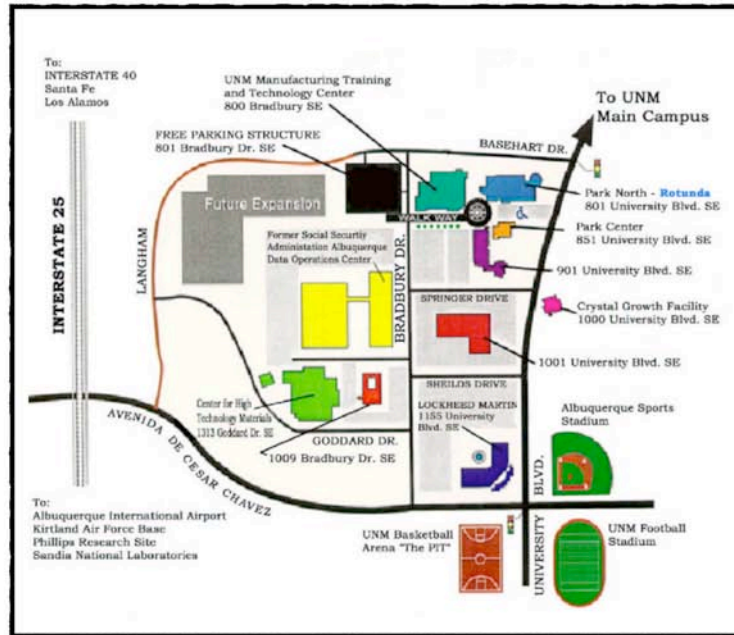 To:
INTERSTATE 40
Santa Fe
Los Alamos
UNM Manufacturing Training
and Technology Center
800 Bradbury SE
To UNM
Main Campus
FREE PARKING STRUCTURE
801 Bradbury Dr. SE
BASEHART DR.
Future Expansion
WALK WAY
Park North - Rotunda
801 University Blvd. SE
Park Center
851 University Blvd. SE
901 University Blvd. SE
Former Social Securtiy
Administation Albuquerque
Data Operations Center
BRADBURY DR.
LANGHAM
INTERSTATE 25
SPRINGER DRIVE
Crystal Growth Facility
1000 University Blvd. SE
1001 University Blvd. SE
SHEILDS DRIVE
Center for High
Technology Materials
1313 Goddard Dr. SE
GODDARD DR.
1009 Bradbury Dr. SE
LOCKHEED MARTIN
1155 University
Blvd. SE
Albuquerque Sports
Stadium
AVENIDA DE CESAR CHAVEZ
BLVD.
UNIVERSITY
To:
Albuquerque International Airport
Kirtland Air Force Base
Phillips Research Site
Sandia National Laboratories
UNM Basketball
Arena "The PIT"
UNM Football
Stadium